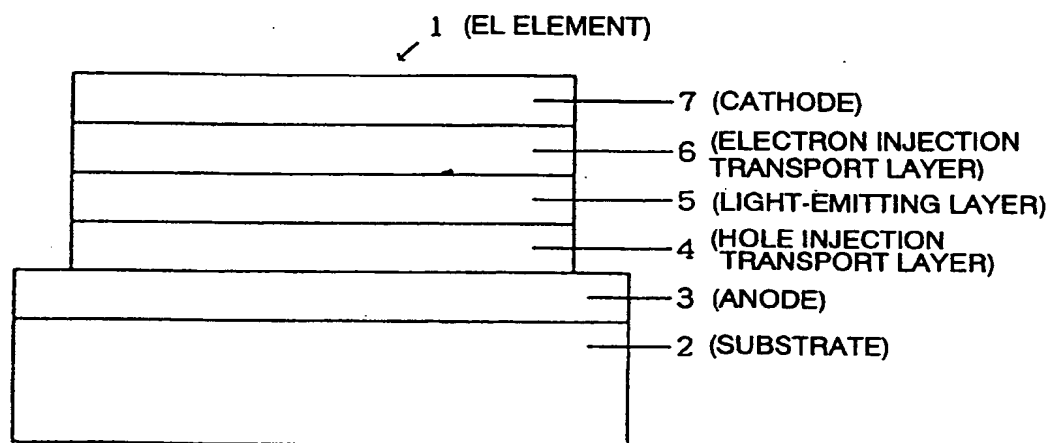 1 (EL ELEMENT)
7 (CATHODE)
6 (ELECTRON INJECTION
TRANSPORT LAYER)
5 (LIGHT-EMITTING LAYER)
4 (HOLE INJECTION
TRANSPORT LAYER)
3 (ANODE)
2 (SUBSTRATE)